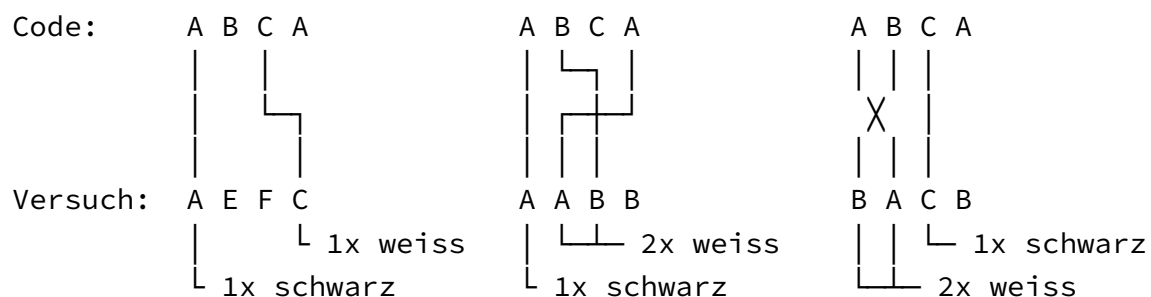 Code: A B C A A B C A A B C A
Versuch: A E F C A A B B B A C B
1x weiss 2x weiss 1x schwarz
1x schwarz 1x schwarz 2x weiss